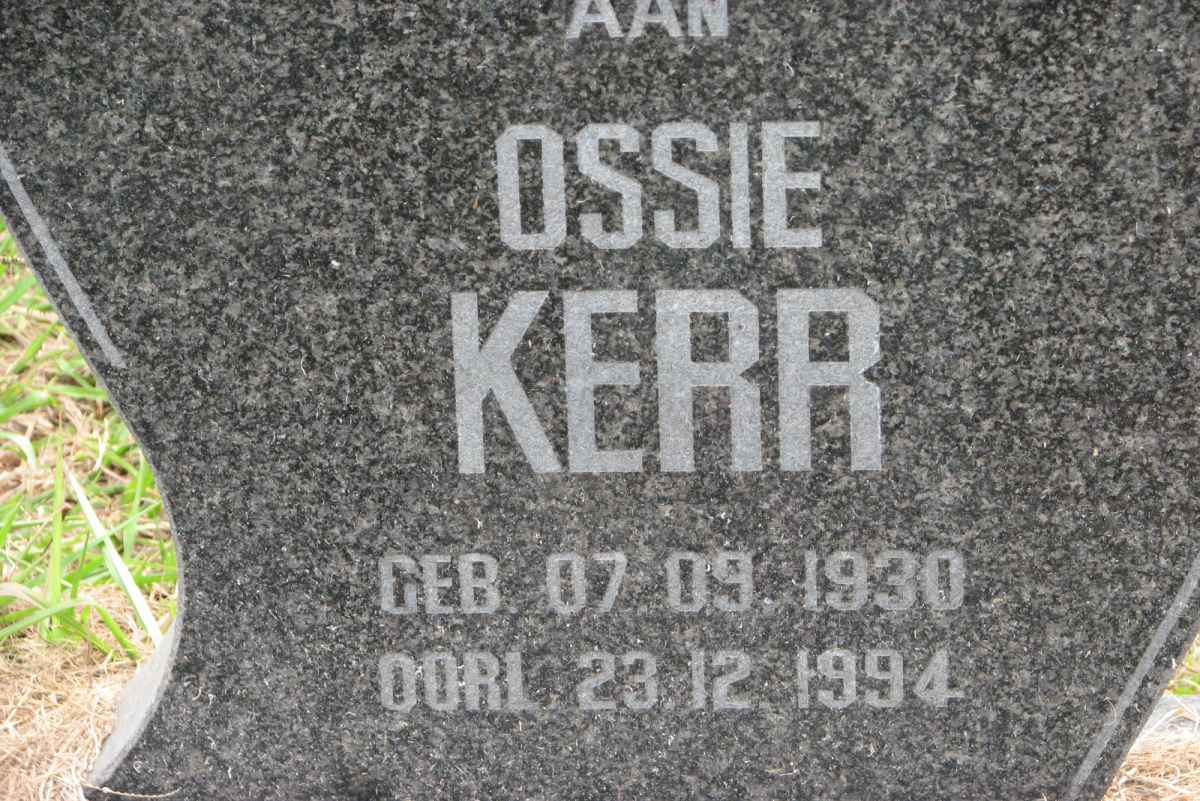 AAN
OSSIE
KERR
GEB. 07.09.1930
OORL. 23.12.1994